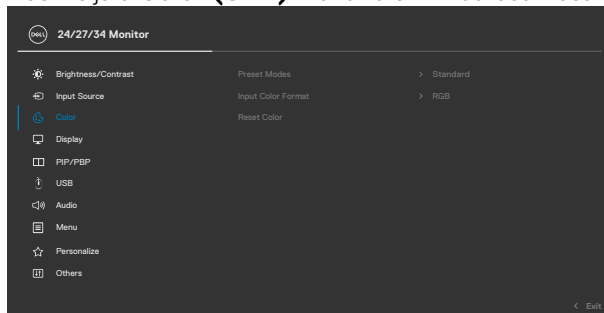 DELL
24/27/34 Monitor
Brightness/Contrast Preset Modes > Standard
Input Source Input Color Format > RGB
Color Reset Color
Display
PIP/PBP
USB
Audio
Menu
Personalize
Others
< Exit